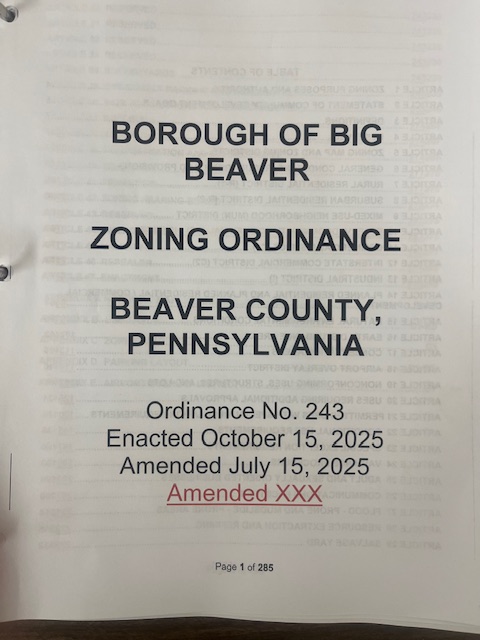 BOROUGH OF BIG
BEAVER
ZONING ORDINANCE
BEAVER COUNTY,
PENNSYLVANIA
Ordinance No. 243
Enacted October 15, 2025
Amended July 15, 2025
Amended XXX
Page 1 of 285